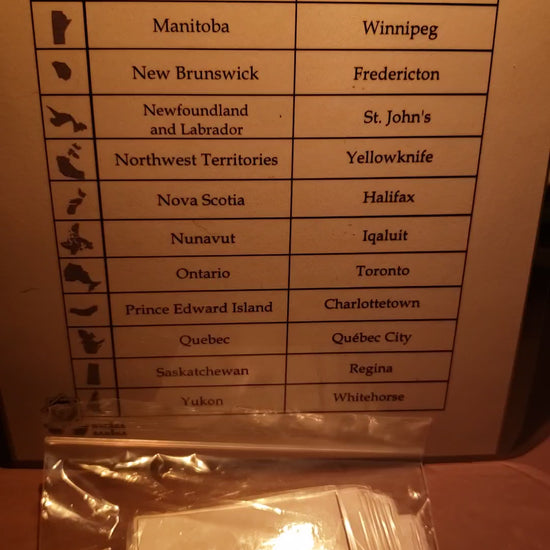 Manitoba Winnipeg
New Brunswick Fredericton
Newfoundland
and Labrador St. John's
Northwest Territories Yellowknife
Nova Scotia Halifax
Nunavut Iqaluit
Ontario Toronto
Prince Edward Island Charlottetown
Quebec Québec City
Saskatchewan Regina
Yukon Whitehorse